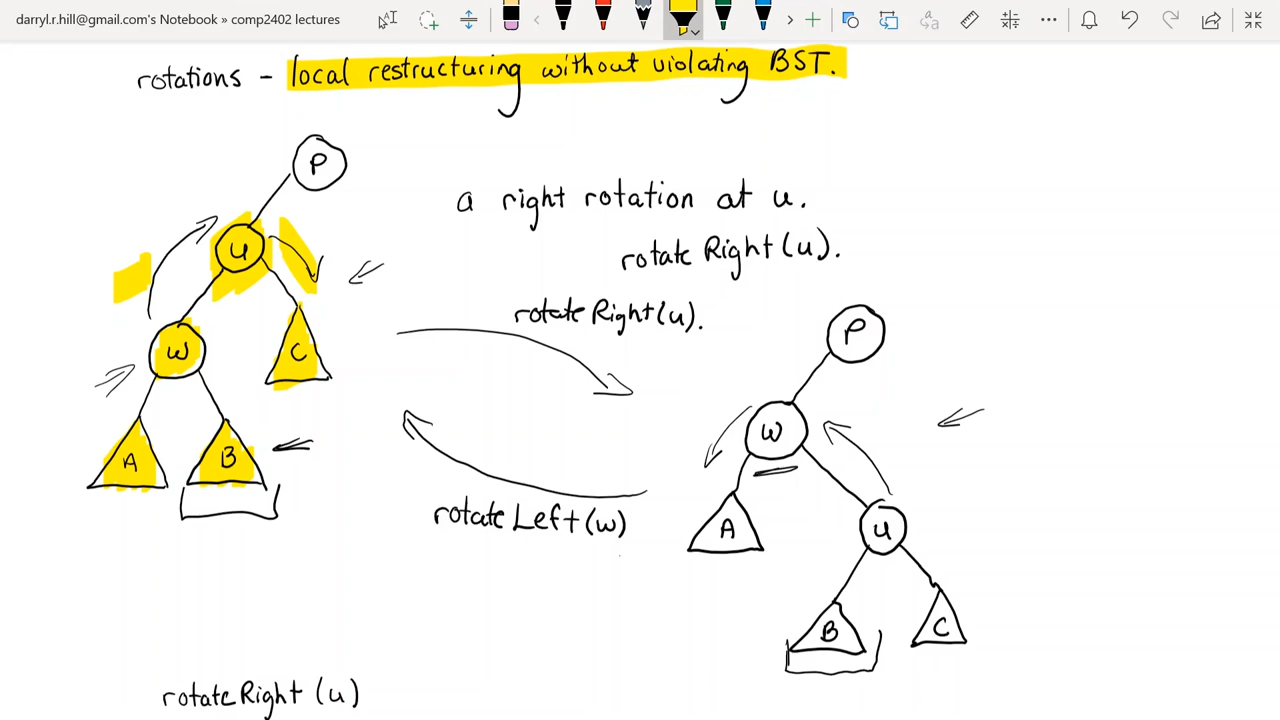 darryl.r.hill@gmail.com's Notebook » comp2402 lectures
rotations - local restructuring without violating BST.
P
a right rotation at u.
u
rotateRight(u).
rotateRight(u).
P
w
C
w
A
B
rotateLeft(w)
A
u
B
C
rotateRight(u)